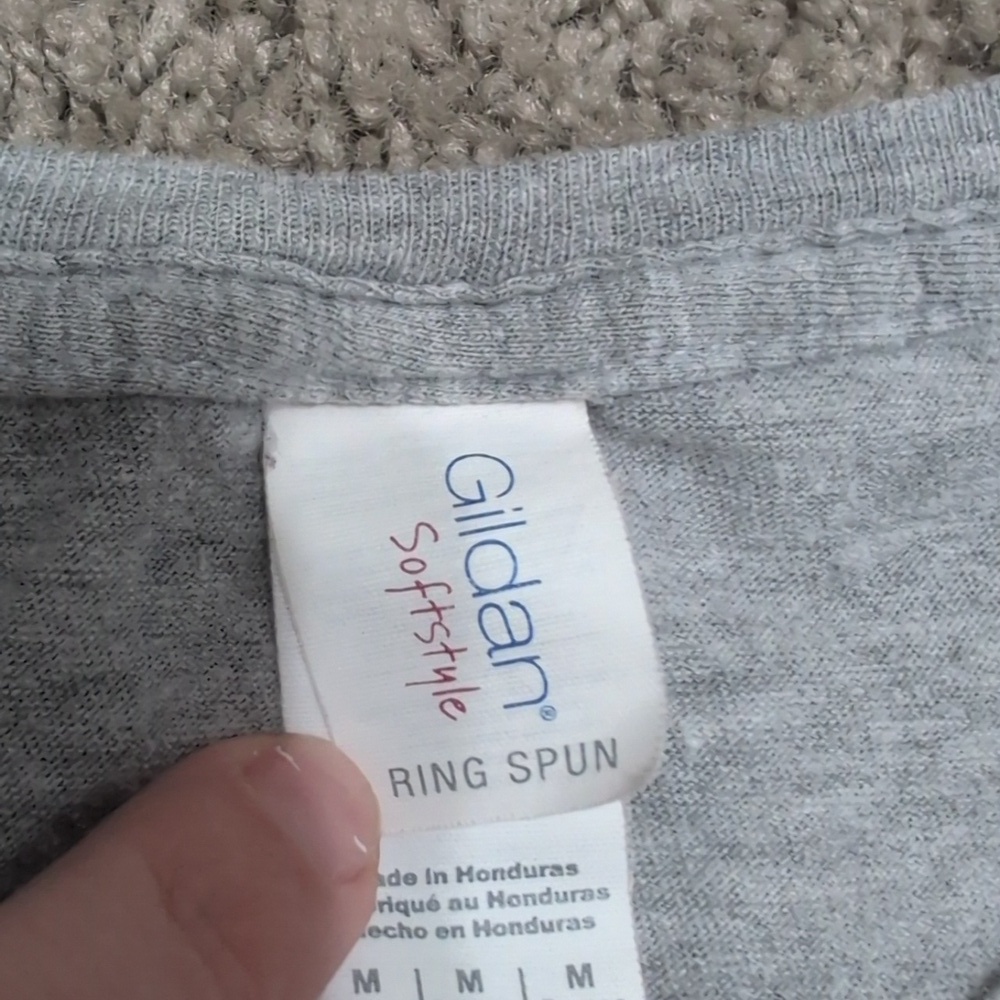 Gildan®
Softstyle
RING SPUN
ade in Honduras
riqué au Honduras
echo en Honduras
M | M | M